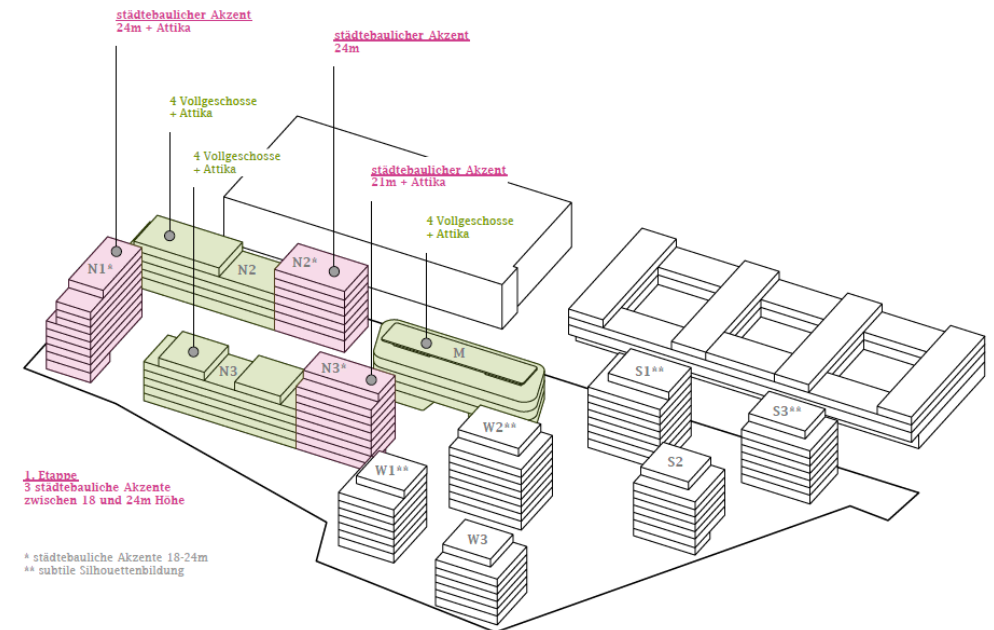 städtebaulicher Akzent
24m + Attika
städtebaulicher Akzent
24m
4 Vollgeschosse
+ Attika
4 Vollgeschosse
+ Attika
städtebaulicher Akzent
21m + Attika
4 Vollgeschosse
+ Attika
N1*
N2
N2*
N3
N3*
M
S1**
S3**
W2**
W1**
S2
W3
1. Etappe
3 städtebauliche Akzente
zwischen 18 und 24m Höhe
* städtebauliche Akzente 18-24m
** subtile Silhouettenbildung